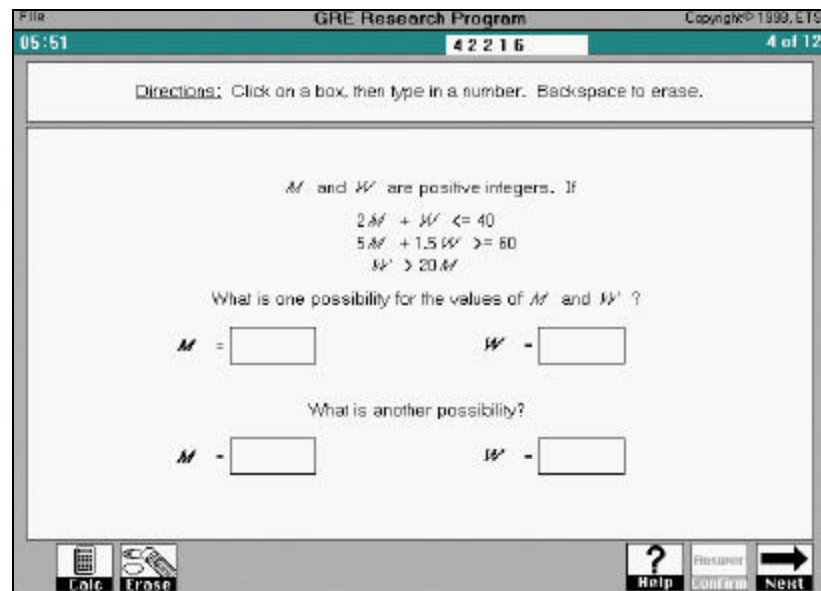 File GRE Research Program Copyright© 1999, ETS
05:51 42216 4 of 12
Directions: Click on a box, then type in a number. Backspace to erase.
M and W are positive integers. If
2M + W <= 40
5M + 1.5W >= 60
W > 20M
What is one possibility for the values of M and W ?
M = W =
What is another possibility?
M = W =
? Answer
Calc Erase Help Confirm Next